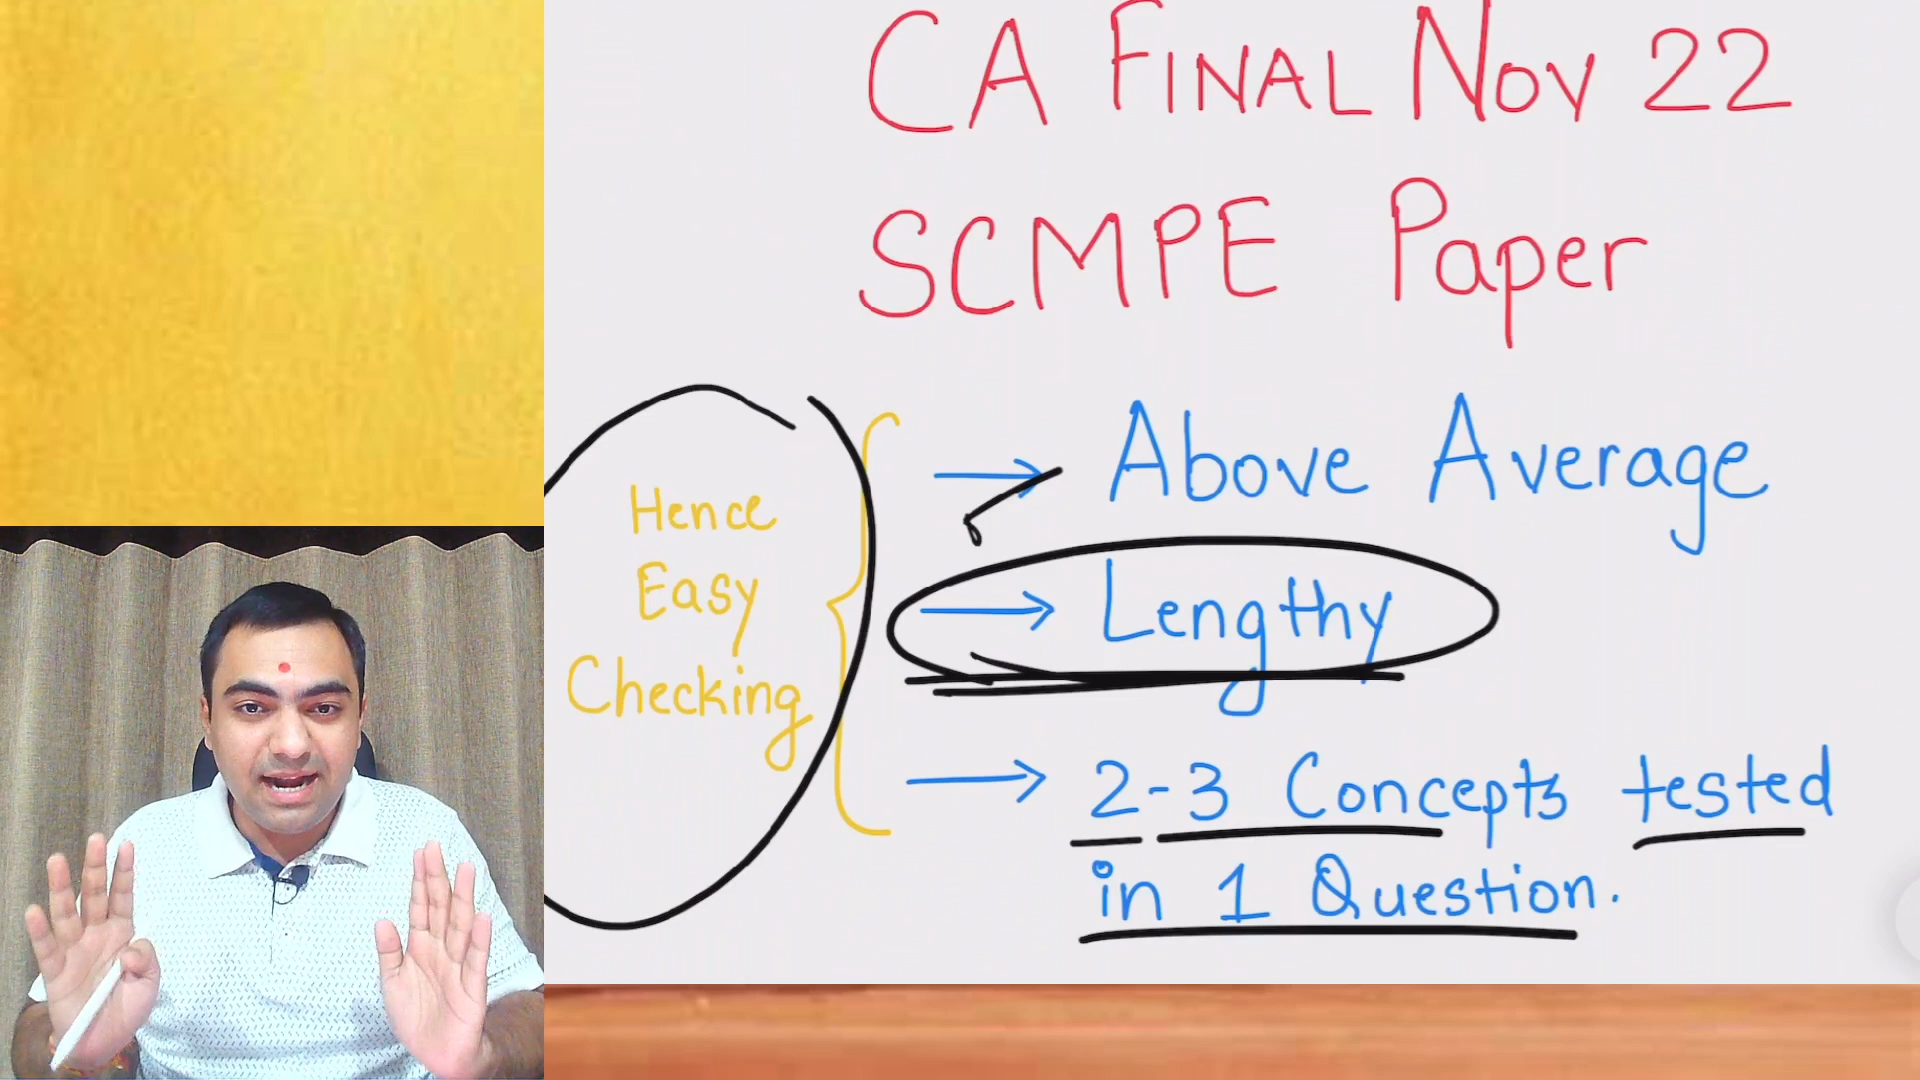 CA FINAL NOV 22
SCMPE Paper
Hence
Easy
Checking
→ Above Average
→ Lengthy
→ 2-3 Concepts tested
in 1 Question.